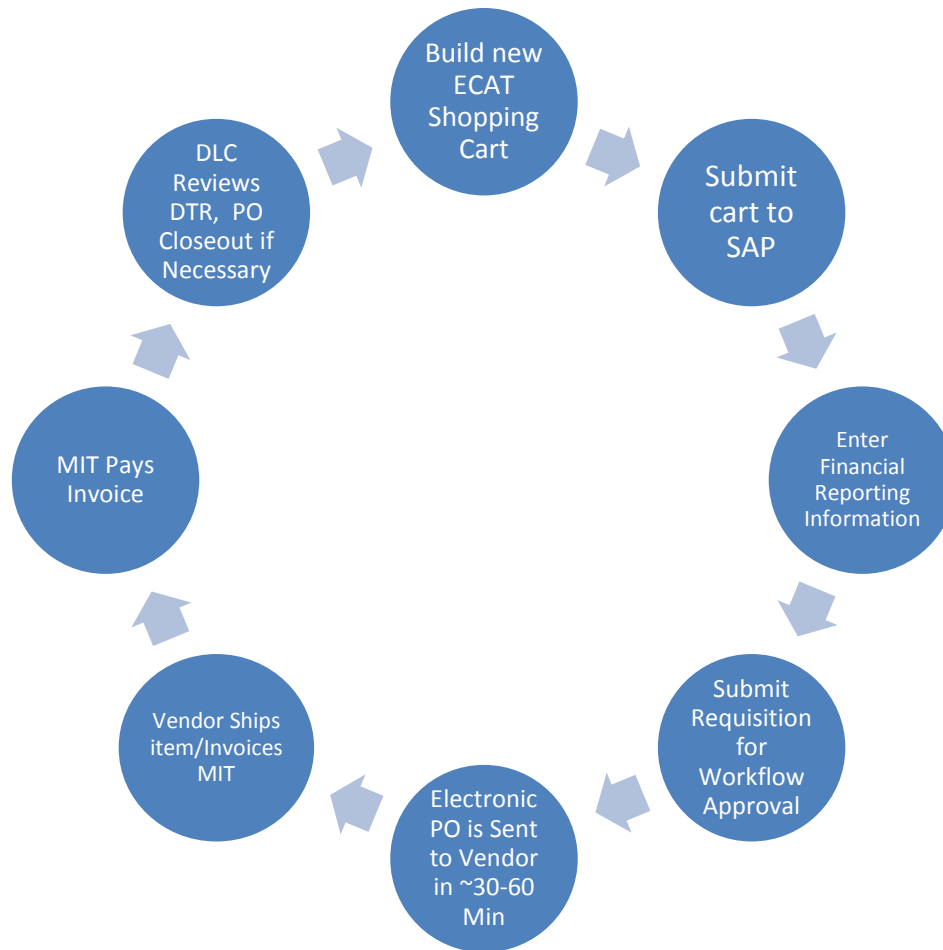 Build new
ECAT
Shopping
Cart
Submit
cart to
SAP
Enter
Financial
Reporting
Information
Submit
Requisition
for
Workflow
Approval
Electronic
PO is Sent
to Vendor
in ~30-60
Min
Vendor Ships
item/Invoices
MIT
MIT Pays
Invoice
DLC
Reviews
DTR, PO
Closeout if
Necessary